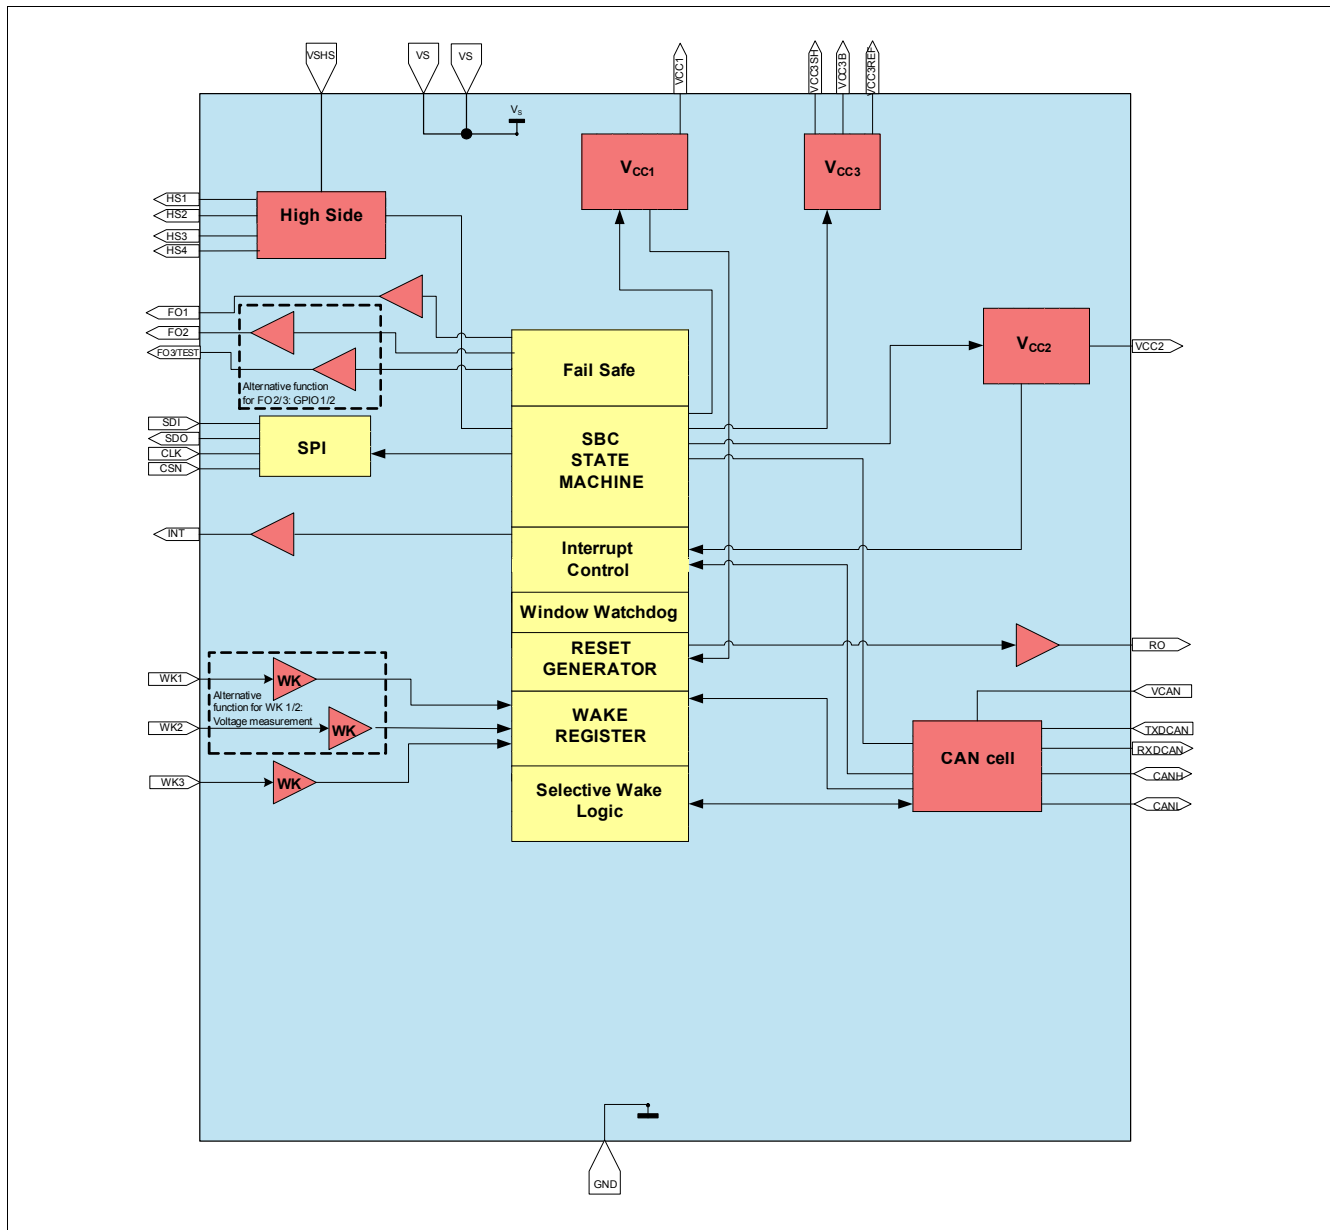 VSHS
VS
VS
VCC1
VCC3SH
VCC3B
VCC3REF
VS
VCC1
VCC3
HS1
HS2
HS3
HS4
High Side
FO1
FO2
FO3/TEST
Alternative function
for FO2/3: GPIO1/2
Fail Safe
VCC2
VCC2
SDI
SDO
CLK
CSN
SPI
SBC
STATE
MACHINE
INT
Interrupt
Control
Window Watchdog
RESET
GENERATOR
RO
WK1
WK2
WK3
WK
Alternative
function for WK 1/2:
Voltage measurement
WK
WK
WAKE
REGISTER
Selective Wake
Logic
CAN cell
VCAN
TXDCAN
RXDCAN
CANH
CANL
GND